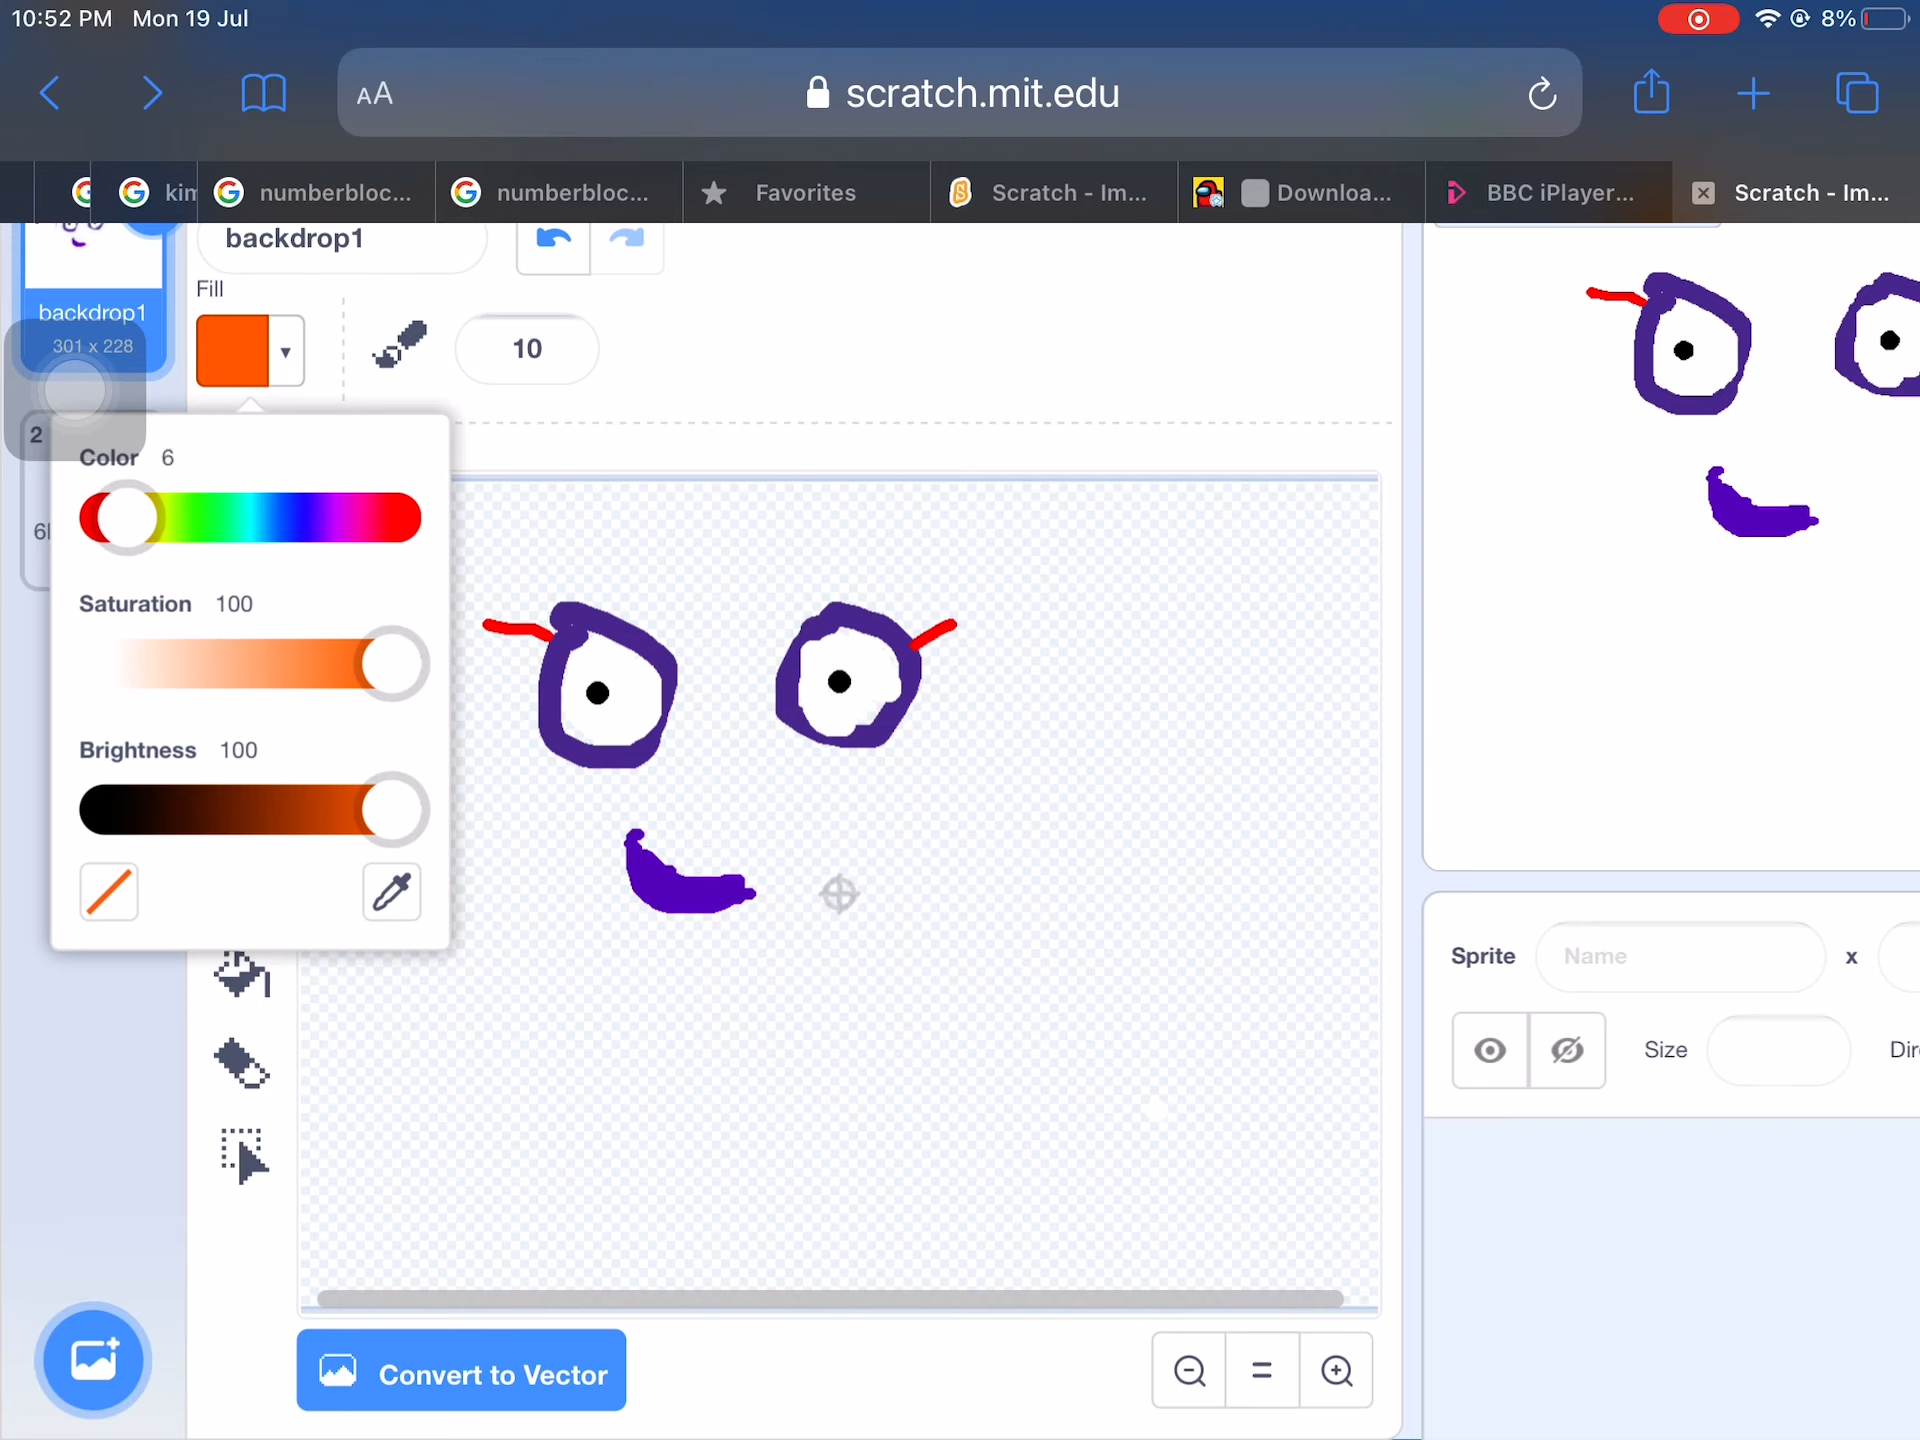 10:52 PM Mon 19 Jul
8%
AA
scratch.mit.edu
kim
numberbloc...
numberbloc...
Favorites
Scratch - Im...
Downloa...
BBC iPlayer...
Scratch - Im...
backdrop1
Fill
backdrop1
301 x 228
10
2
Color 6
Saturation 100
Brightness 100
Sprite
Name
x
Size
Convert to Vector